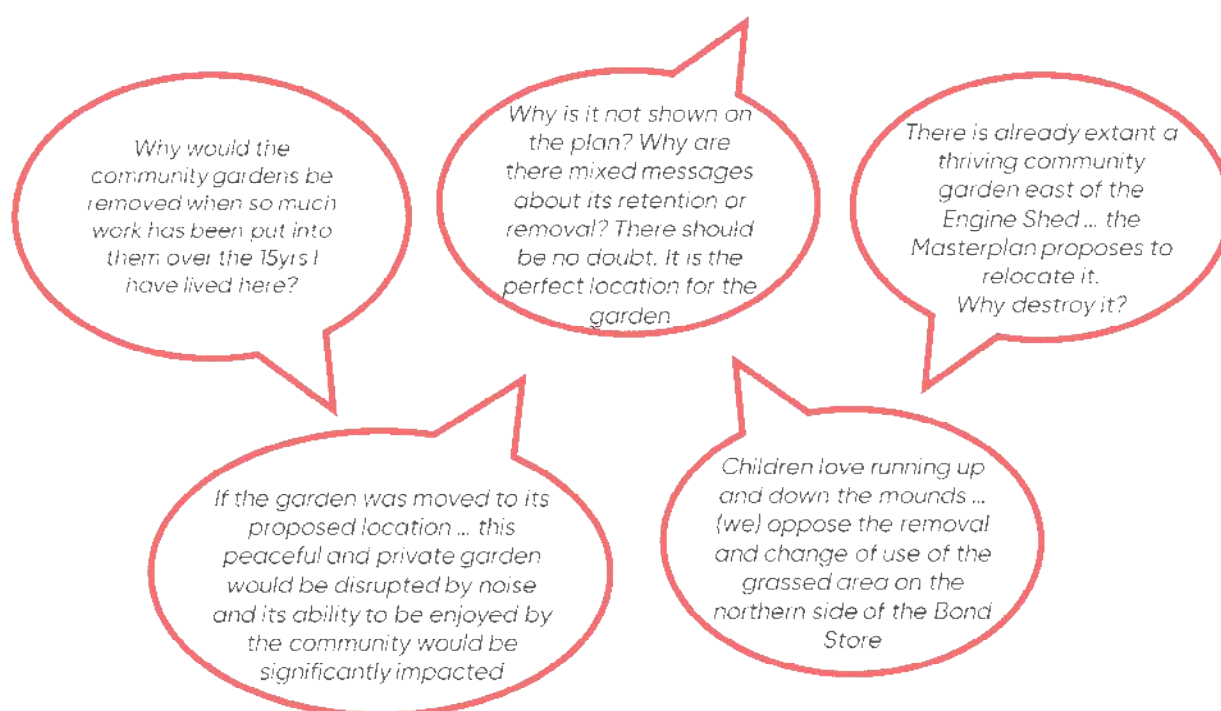 Why would the
community gardens be
removed when so much
work has been put into
them over the 15yrs I
have lived here?
Why is it not shown on
the plan? Why are
there mixed messages
about its retention or
removal? There should
be no doubt. It is the
perfect location for the
garden
There is already extant a
thriving community
garden east of the
Engine Shed ... the
Masterplan proposes to
relocate it.
Why destroy it?
If the garden was moved to its
proposed location ... this
peaceful and private garden
would be disrupted by noise
and its ability to be enjoyed by
the community would be
significantly impacted
Children love running up
and down the mounds ...
(we) oppose the removal
and change of use of the
grassed area on the
northern side of the Bond
Store